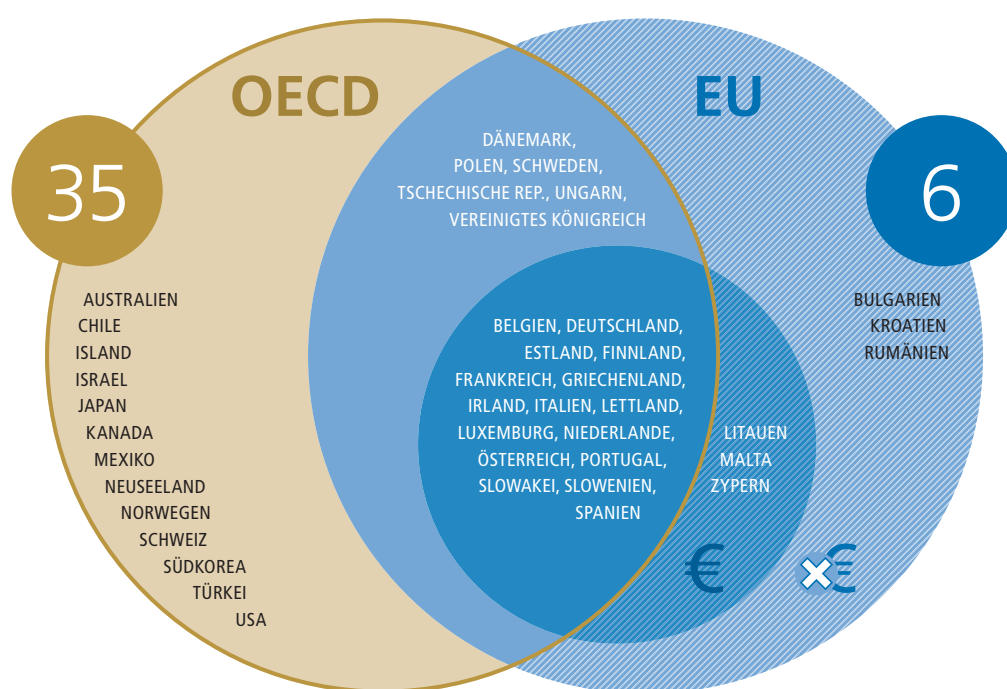 OECD
EU
35
6
DÄNEMARK,
POLEN, SCHWEDEN,
TSCHECHISCHE REP., UNGARN,
VEREINIGTES KÖNIGREICH
AUSTRALIEN
CHILE
ISLAND
ISRAEL
JAPAN
KANADA
MEXIKO
NEUSEELAND
NORWEGEN
SCHWEIZ
SÜDKOREA
TÜRKEI
USA
BELGIEN, DEUTSCHLAND,
ESTLAND, FINNLAND,
FRANKREICH, GRIECHENLAND,
IRLAND, ITALIEN, LETTLAND,
LUXEMBURG, NIEDERLANDE,
ÖSTERREICH, PORTUGAL,
SLOWAKEI, SLOWENIEN,
SPANIEN
LITAUEN
MALTA
ZYPERN
BULGARIEN
KROATIEN
RUMÄNIEN
€
€